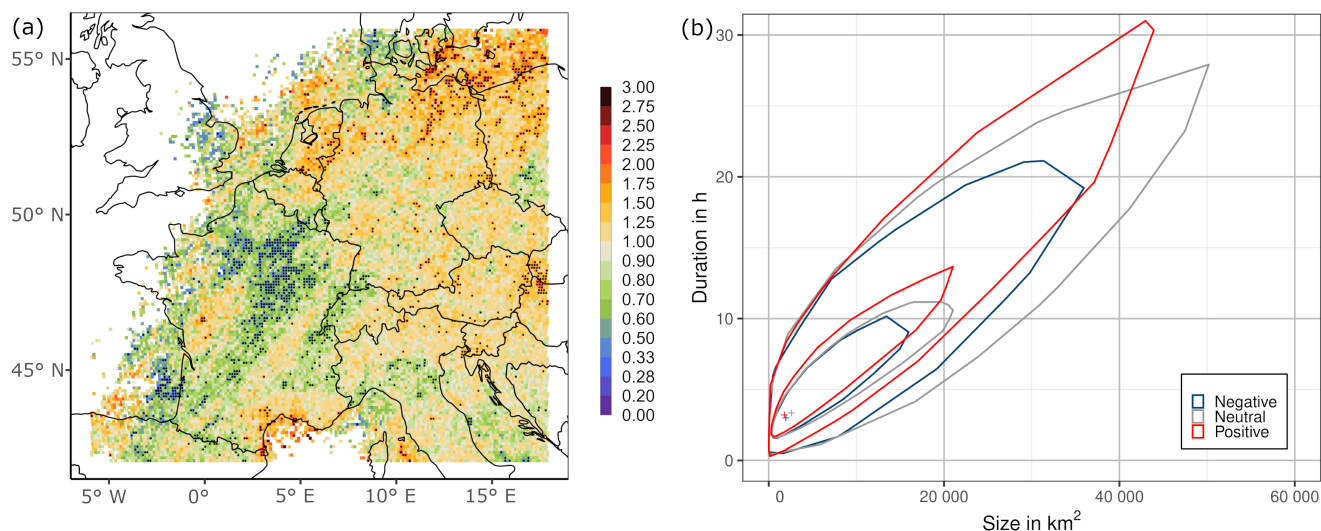 (a)
55° N
50° N
45° N
5° W
0°
5° E
10° E
15° E
3.00
2.75
2.50
2.25
2.00
1.75
1.50
1.25
1.00
0.90
0.80
0.70
0.60
0.50
0.33
0.28
0.20
0.00
(b)
30
20
10
0
Duration in h
0
20 000
40 000
60 000
Size in km²
Negative
Neutral
Positive